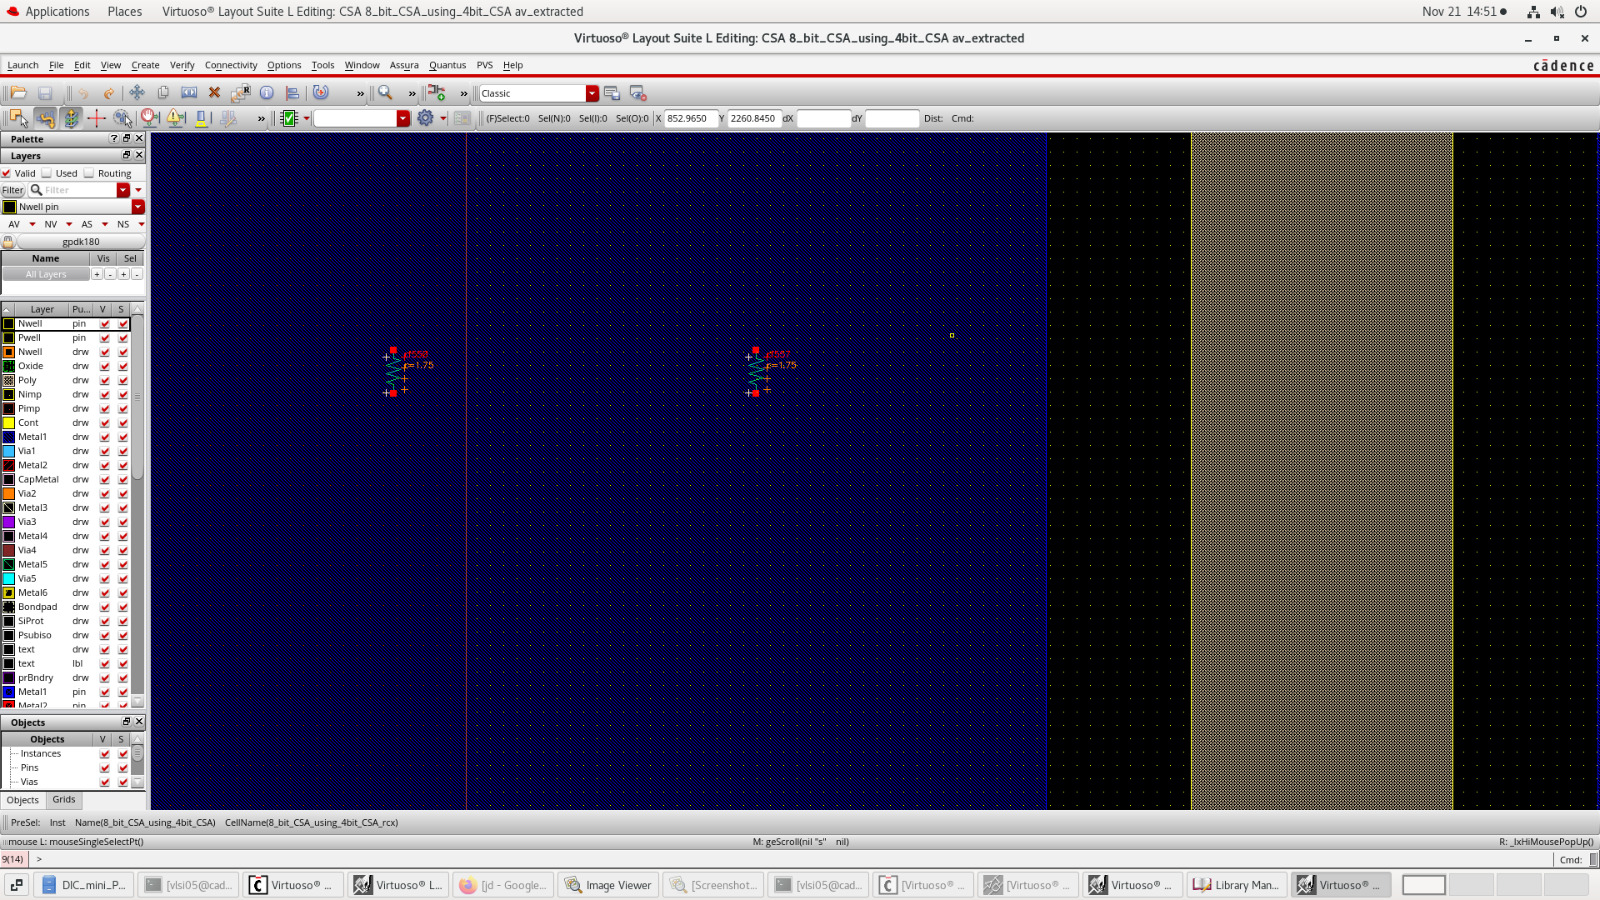 Applications Places Virtuoso® Layout Suite L Editing: CSA 8_bit_CSA_using_4bit_CSA av_extracted Nov 21 14:51
Virtuoso® Layout Suite L Editing: CSA 8_bit_CSA_using_4bit_CSA av_extracted
Launch File Edit View Create Verify Connectivity Options Tools Window Assura Quantus PVS Help cādence
» » » Classic
» (F)Select:0 Sel(N):0 Sel(I):0 Sel(O):0 X 852.9650 Y 2260.8450 dX dY Dist: Cmd:
Palette
Layers
Valid Used Routing
Filter Filter
Nwell pin
AV NV AS NS
gpdk180
Name Vis Sel
All Layers + - + -
Layer Pu... V S
Nwell pin
Pwell pin
Nwell drw
Oxide drw
Poly drw
Nimp drw
Pimp drw
Cont drw
Metal1 drw
Via1 drw
Metal2 drw
CapMetal drw
Via2 drw
Metal3 drw
Via3 drw
Metal4 drw
Via4 drw
Metal5 drw
Via5 drw
Metal6 drw
Bondpad drw
SiProt drw
Psubiso drw
text drw
text lbl
prBndry drw
Metal1 pin
Metal2 pin
=1.75
=1.75
Objects
Objects V S
Instances
Pins
Vias
Objects Grids
PreSel: Inst Name(8_bit_CSA_using_4bit_CSA) CellName(8_bit_CSA_using_4bit_CSA_rcx)
mouse L: mouseSingleSelectPt() M: geScroll(nil "s" nil) R: _lxHiMousePopUp()
9(14) > Cmd:
DIC_mini_P... [vlsi05@cad... Virtuoso® ... Virtuoso® L... [jd - Google... Image Viewer [Screenshot... [vlsi05@cad... [Virtuoso® ... [Virtuoso® ... Virtuoso® ... Library Man... Virtuoso® ...